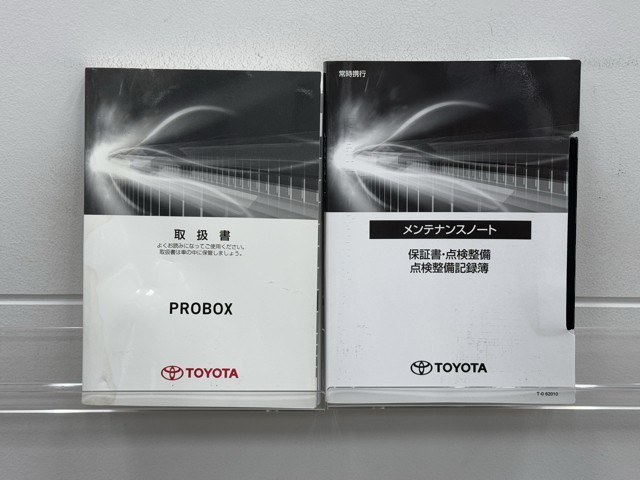 取扱書
よくお読みになってご使用ください。
取扱書は車の中に保管しましょう。
PROBOX
TOYOTA
常時携行
メンテナンスノート
保証書・点検整備
点検整備記録簿
TOYOTA